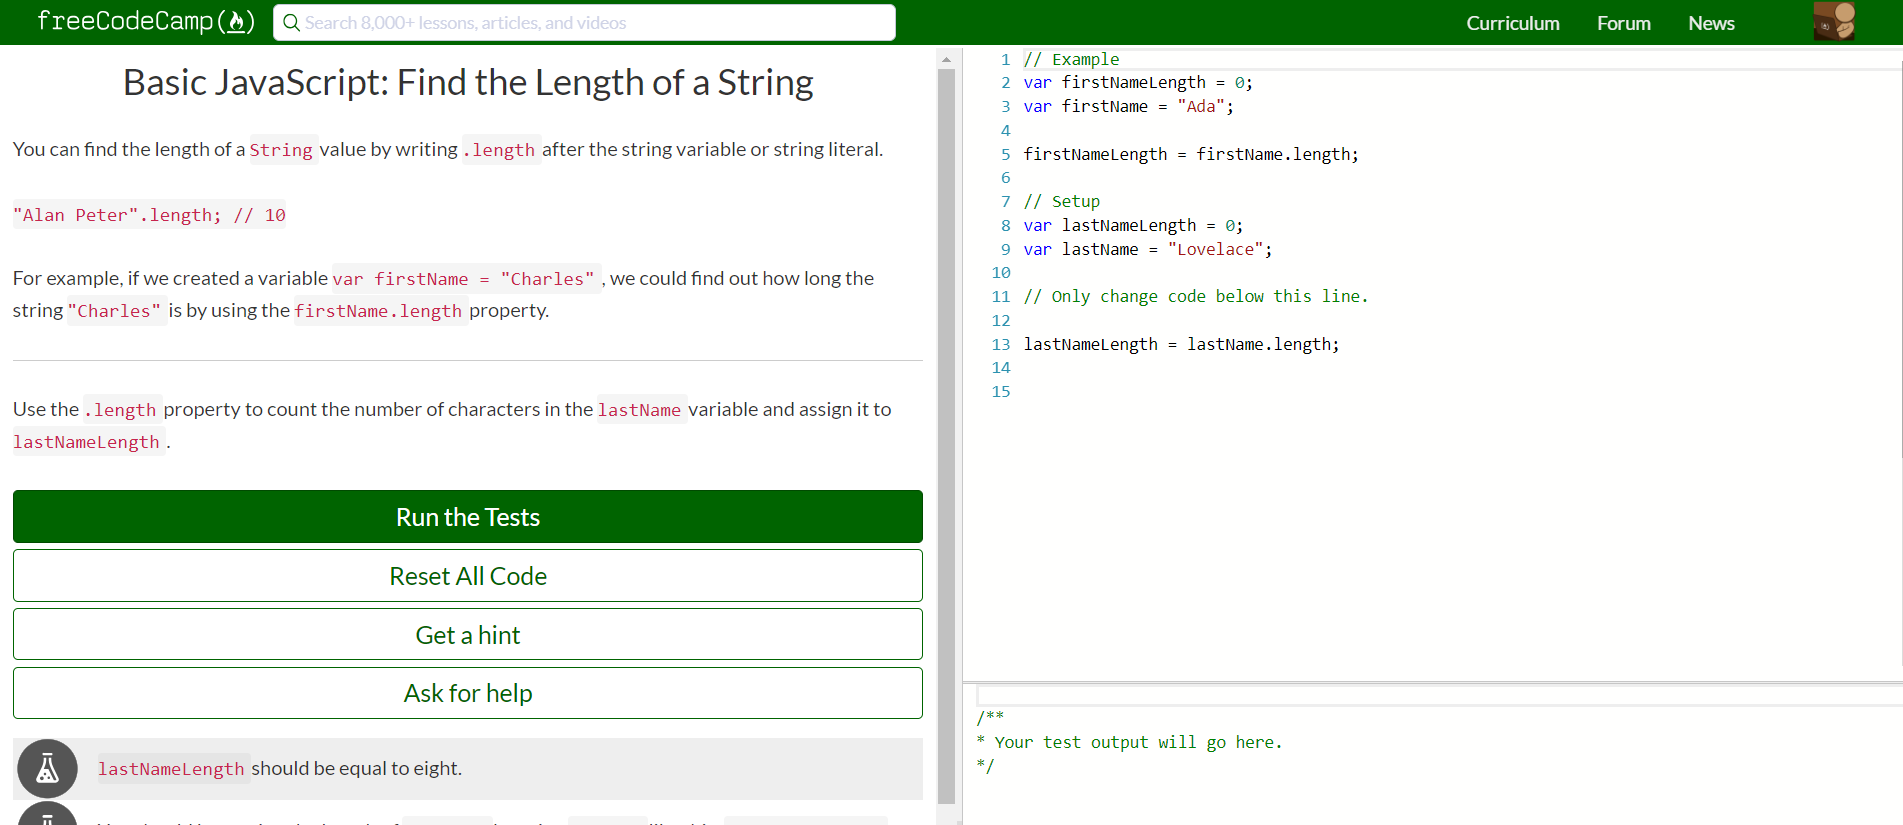 freeCodeCamp
Search 8,000+ lessons, articles, and videos
Curriculum
Forum
News
Basic JavaScript: Find the Length of a String
You can find the length of a String value by writing .length after the string variable or string literal.
"Alan Peter".length; // 10
For example, if we created a variable var firstName = "Charles" , we could find out how long the
string "Charles" is by using the firstName.length property.
Use the .length property to count the number of characters in the lastName variable and assign it to
lastNameLength .
Run the Tests
Reset All Code
Get a hint
Ask for help
lastNameLength should be equal to eight.
1 // Example
2 var firstNameLength = 0;
3 var firstName = "Ada";
4
5 firstNameLength = firstName.length;
6
7 // Setup
8 var lastNameLength = 0;
9 var lastName = "Lovelace";
10
11 // Only change code below this line.
12
13 lastNameLength = lastName.length;
14
15
/**
* Your test output will go here.
*/